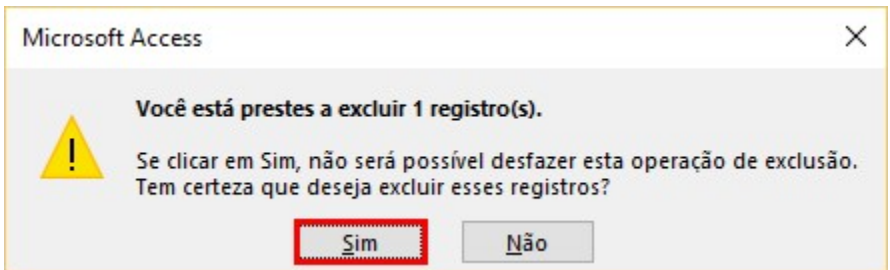 Microsoft Access
Você está prestes a excluir 1 registro(s).
Se clicar em Sim, não será possível desfazer esta operação de exclusão.
Tem certeza que deseja excluir esses registros?
Sim Não